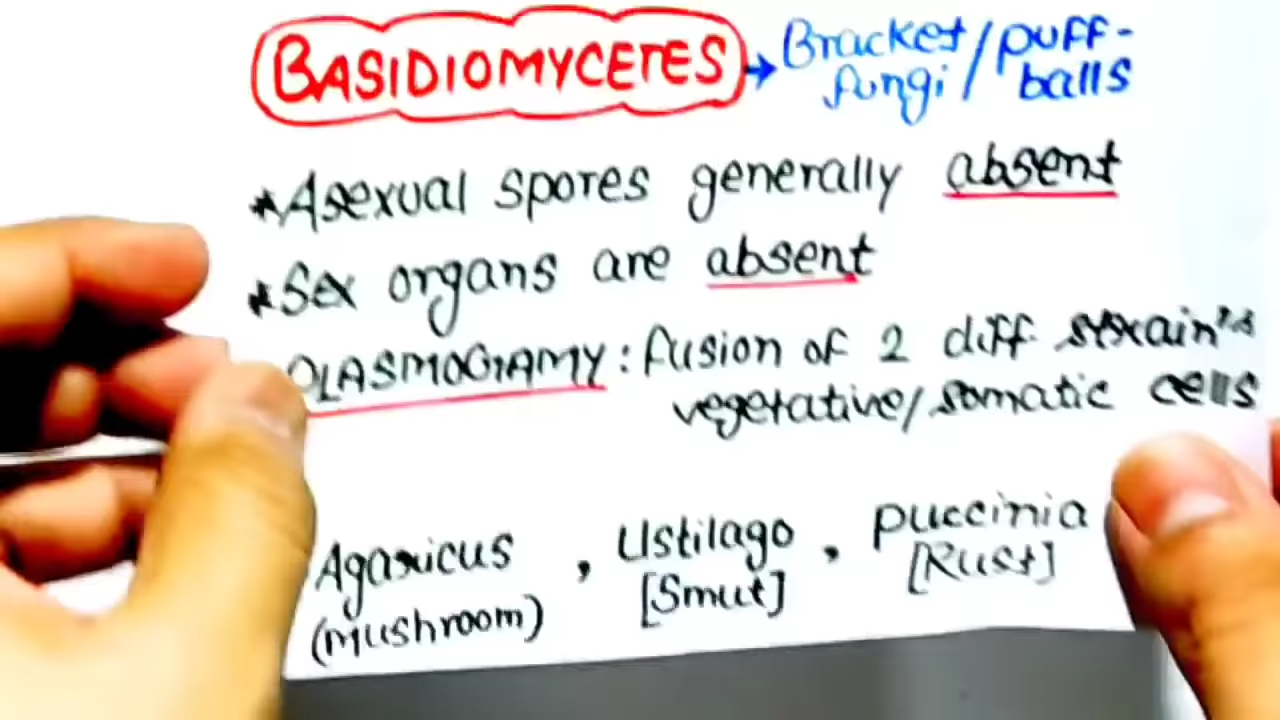 BASIDIOMYCETES → Bracket/puff-
fungi/ balls
*Asexual spores generally absent
*Sex organs are absent
PLASMOGAMY: fusion of 2 diff strain's
vegetative/somatic cells
Agaricus, Ustilago, Puccinia
(mushroom) [Smut] [Rust]